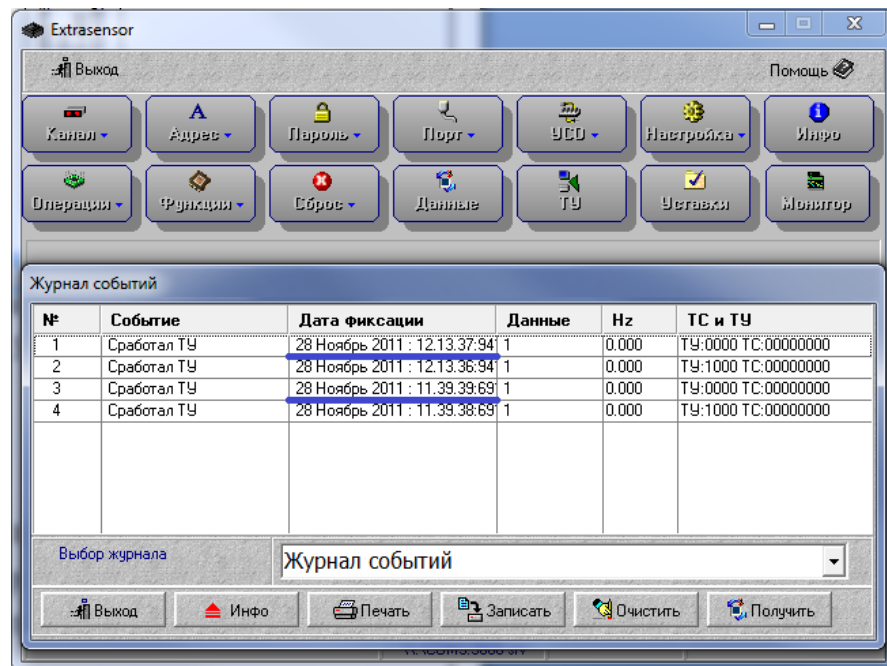 Extrasensor
Выход Помощь
Канал Адрес Пароль Порт УСО Настройка Инфо
Операции Функции Сброс Данные ТУ Уставки Монитор
Журнал событий
№ Событие Дата фиксации Данные Hz ТС и ТУ
1 Сработал ТУ 28 Ноябрь 2011 : 12.13.37:94 1 0.000 ТУ:0000 ТС:00000000
2 Сработал ТУ 28 Ноябрь 2011 : 12.13.36:94 1 0.000 ТУ:1000 ТС:00000000
3 Сработал ТУ 28 Ноябрь 2011 : 11.39.39:69 1 0.000 ТУ:0000 ТС:00000000
4 Сработал ТУ 28 Ноябрь 2011 : 11.39.38:69 1 0.000 ТУ:1000 ТС:00000000
Выбор журнала Журнал событий
Выход Инфо Печать Записать Очистить Получить